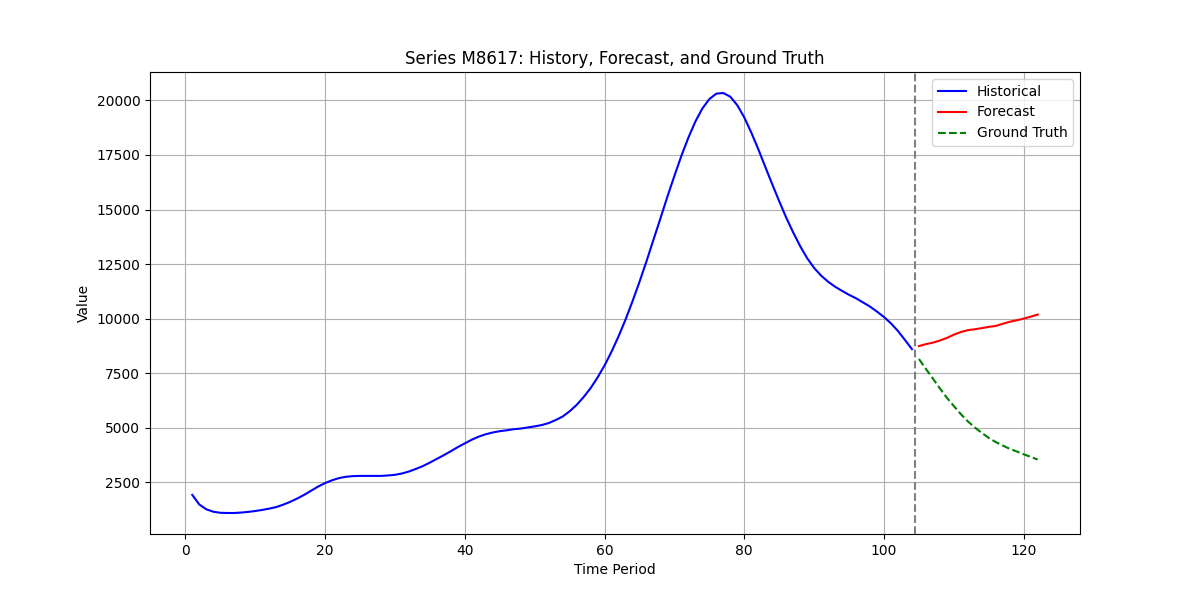 Series M8617: History, Forecast, and Ground Truth
Historical
Forecast
Ground Truth
Value
20000
17500
15000
12500
10000
7500
5000
2500
0 20 40 60 80 100 120
Time Period